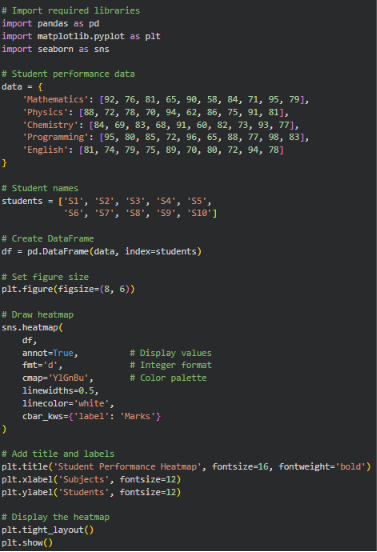 # Import required libraries
import pandas as pd
import matplotlib.pyplot as plt
import seaborn as sns
# Student performance data
data = {
    'Mathematics': [92, 76, 81, 65, 90, 58, 84, 71, 95, 79],
    'Physics': [88, 72, 78, 70, 94, 62, 86, 75, 91, 81],
    'Chemistry': [84, 69, 83, 68, 91, 60, 82, 73, 93, 77],
    'Programming': [95, 80, 85, 72, 96, 65, 88, 77, 98, 83],
    'English': [81, 74, 79, 75, 89, 70, 80, 72, 94, 78]
}
# Student names
students = ['S1', 'S2', 'S3', 'S4', 'S5',
            'S6', 'S7', 'S8', 'S9', 'S10']
# Create DataFrame
df = pd.DataFrame(data, index=students)
# Set figure size
plt.figure(figsize=(8, 6))
# Draw heatmap
sns.heatmap(
    df,
    annot=True,         # Display values
    fmt='d',            # Integer format
    cmap='YlGnBu',      # Color palette
    linewidths=0.5,
    linecolor='white',
    cbar_kws={'label': 'Marks'}
)
# Add title and labels
plt.title('Student Performance Heatmap', fontsize=16, fontweight='bold')
plt.xlabel('Subjects', fontsize=12)
plt.ylabel('Students', fontsize=12)
# Display the heatmap
plt.tight_layout()
plt.show()